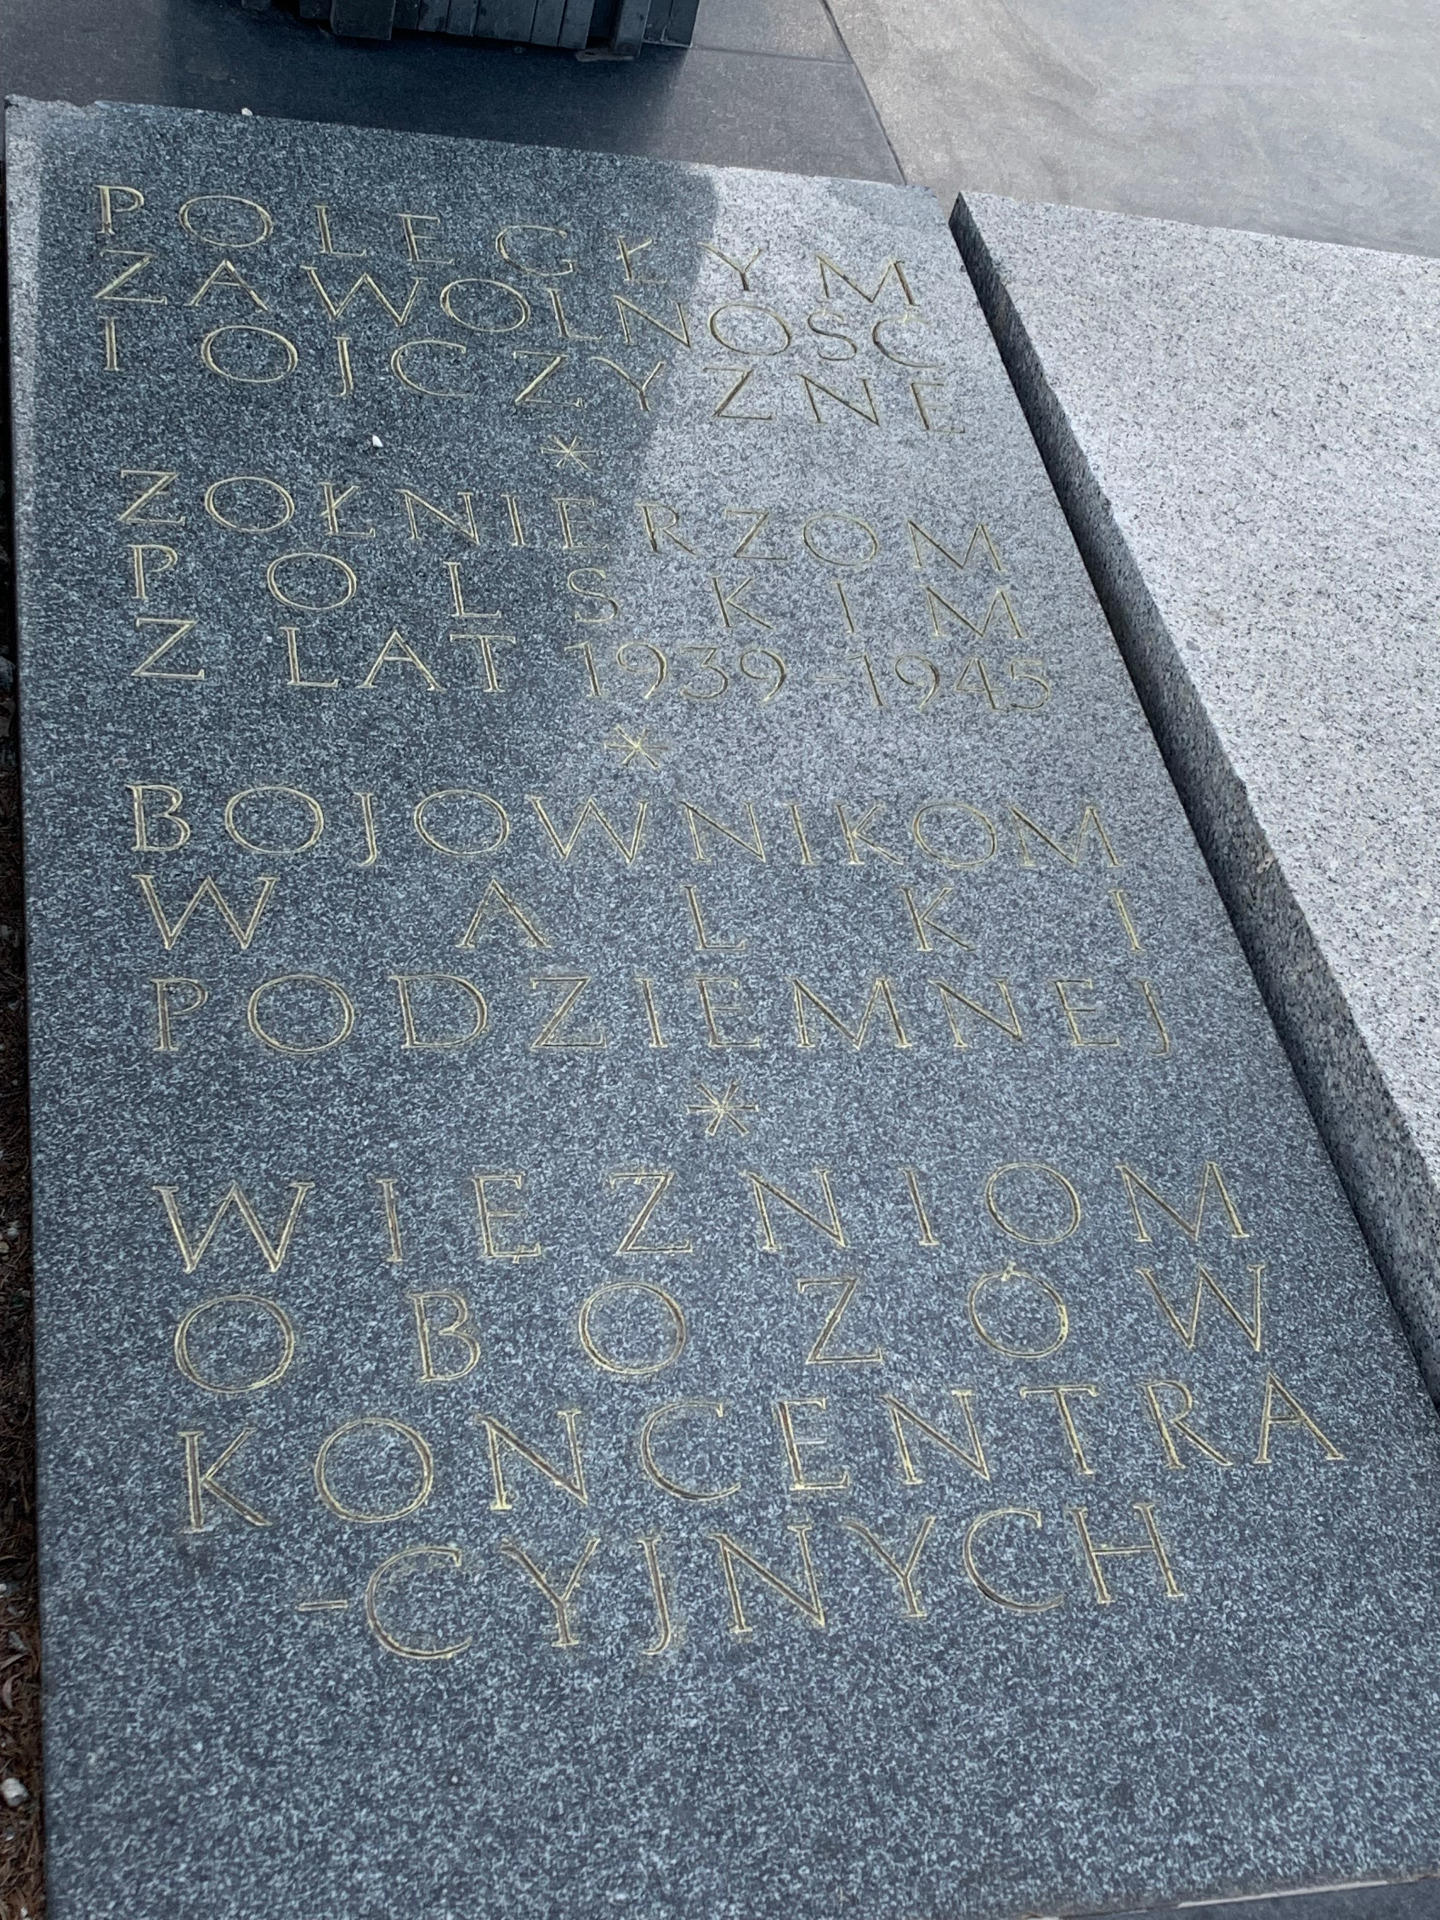 POLEGŁYM
ZA WOLNOŚĆ
I OJCZYZNĘ
*
ŻOŁNIERZOM
POLSKIM
Z LAT 1939-1945
*
BOJOWNIKOM
WALKI
PODZIEMNEJ
*
WIĘŹNIOM
OBOZÓW
KONCENTRA
-CYJNYCH